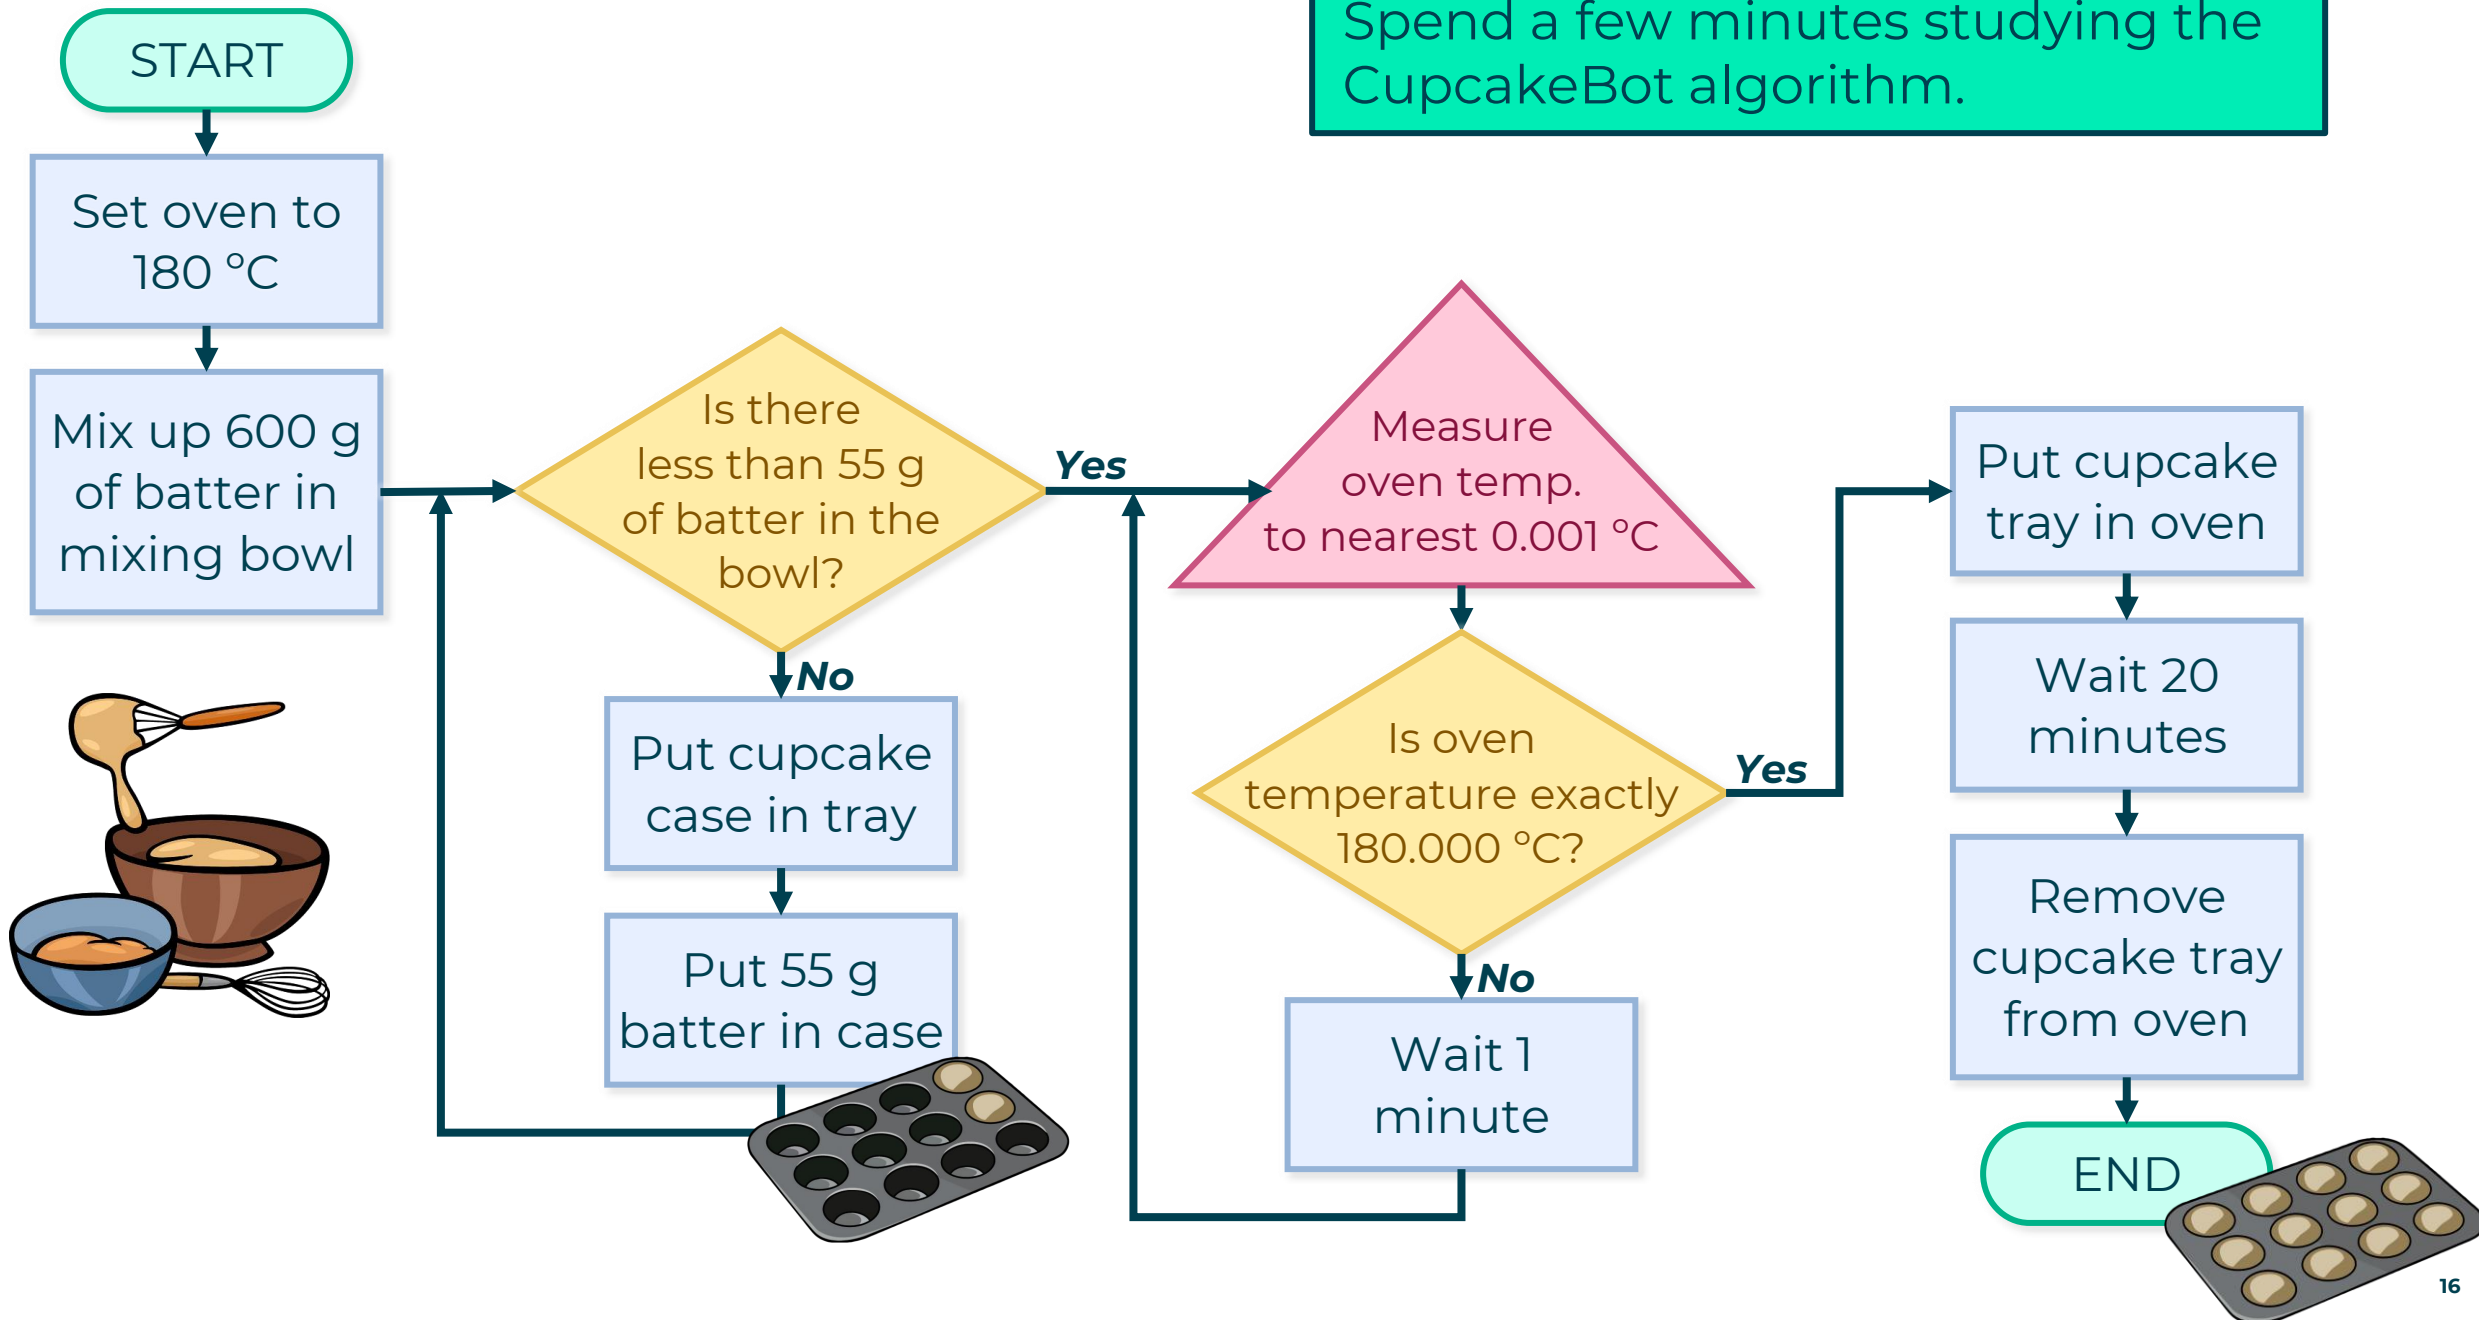 Spend a few minutes studying the
CupcakeBot algorithm.
START
Set oven to
180 °C
Mix up 600 g
of batter in
mixing bowl
Is there
less than 55 g
of batter in the
bowl?
Yes
No
Put cupcake
case in tray
Put 55 g
batter in case
Measure
oven temp.
to nearest 0.001 °C
Is oven
temperature exactly
180.000 °C?
Yes
No
Wait 1
minute
Put cupcake
tray in oven
Wait 20
minutes
Remove
cupcake tray
from oven
END
16